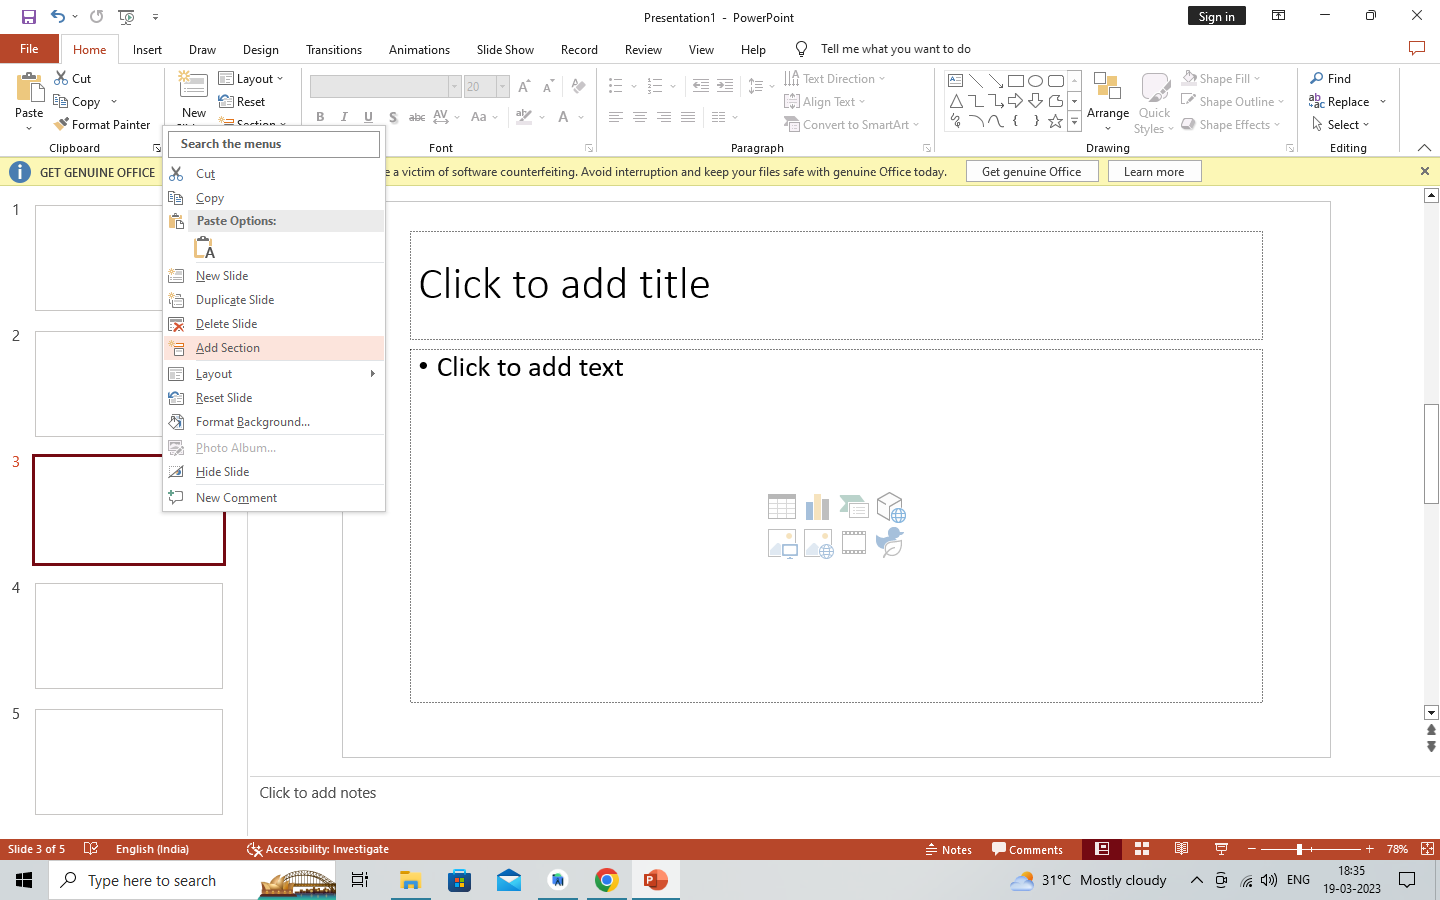 Presentation1 - PowerPoint
Sign in
File Home Insert Draw Design Transitions Animations Slide Show Record Review View Help Tell me what you want to do
Paste
Cut
Copy
Format Painter
Clipboard
New
Layout
Reset
Section
20
B I U S abc AV Aa A
Font
Text Direction
Align Text
Convert to SmartArt
Paragraph
Arrange
Quick
Styles
Shape Fill
Shape Outline
Shape Effects
Drawing
Find
Replace
Select
Editing
GET GENUINE OFFICE
e a victim of software counterfeiting. Avoid interruption and keep your files safe with genuine Office today.
Get genuine Office
Learn more
Search the menus
Cut
Copy
Paste Options:
New Slide
Duplicate Slide
Delete Slide
Add Section
Layout
Reset Slide
Format Background...
Photo Album...
Hide Slide
New Comment
1
2
3
4
5
Click to add title
• Click to add text
Click to add notes
Slide 3 of 5 English (India) Accessibility: Investigate Notes Comments 78%
Type here to search
31°C Mostly cloudy
ENG
18:35
19-03-2023